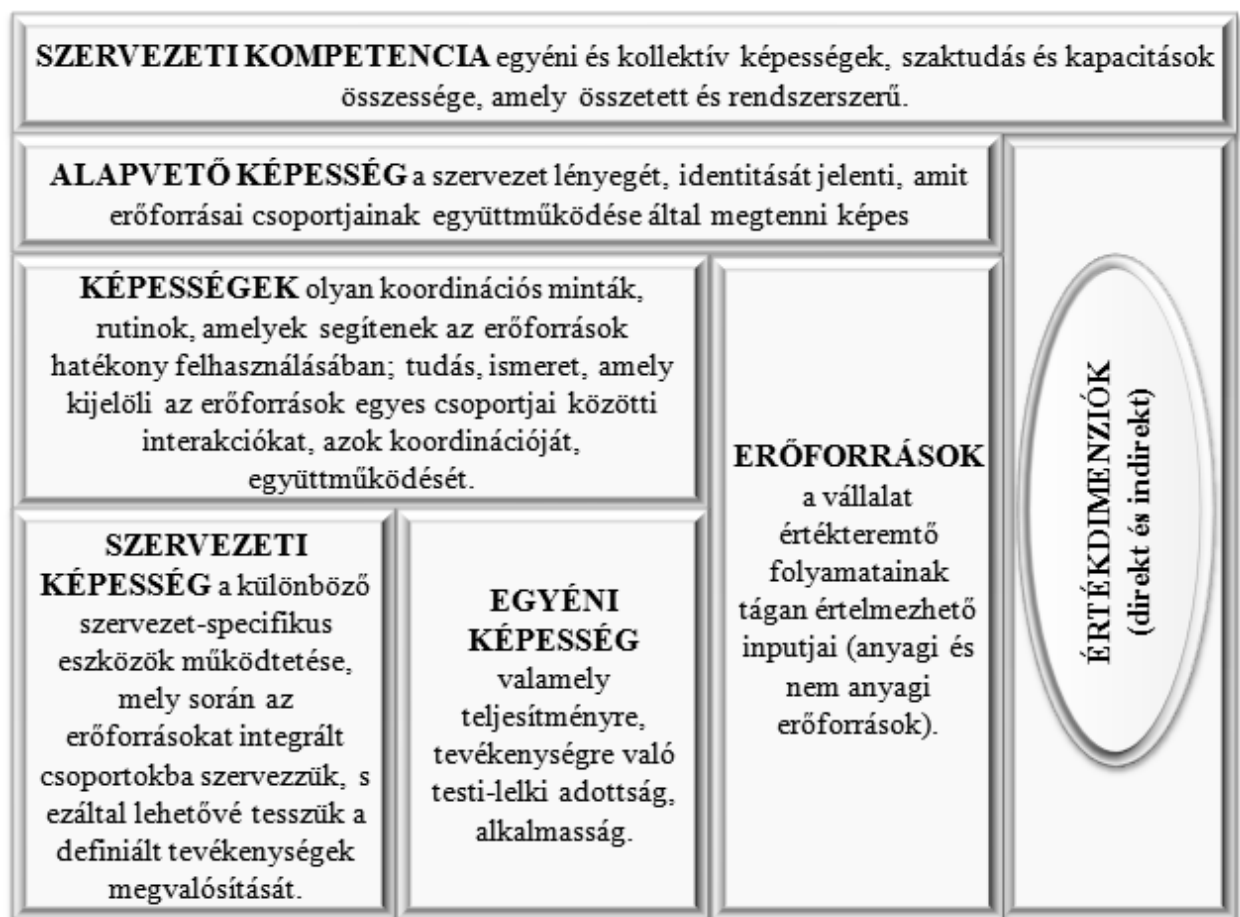 SZERVEZETI KOMPETENCIA egyéni és kollektív képességek, szaktudás és kapacitások
összessége, amely összetett és rendszerszerű.
ALAPVETŐ KÉPESSÉG a szervezet lényegét, identitását jelenti, amit
erőforrásai csoportjainak együttműködése által megtenni képes
KÉPESSÉGEK olyan koordinációs minták,
rutinok, amelyek segítenek az erőforrások
hatékony felhasználásában; tudás, ismeret, amely
kijelöli az erőforrások egyes csoportjai közötti
interakciókat, azok koordinációját,
együttműködését.
SZERVEZETI
KÉPESSÉG a különböző
szervezet-specifikus
eszközök működtetése,
mely során az
erőforrásokat integrált
csoportokba szervezzük, s
ezáltal lehetővé tesszük a
definiált tevékenységek
megvalósítását.
EGYÉNI
KÉPESSÉG
valamely
teljesítményre,
tevékenységre való
testi-lelki adottság,
alkalmasság.
ERŐFORRÁSOK
a vállalat
értékteremtő
folyamatainak
tágan értelmezhető
inputjai (anyagi és
nem anyagi
erőforrások).
ÉRTÉKDIMENZIÓK
(direkt és indirekt)